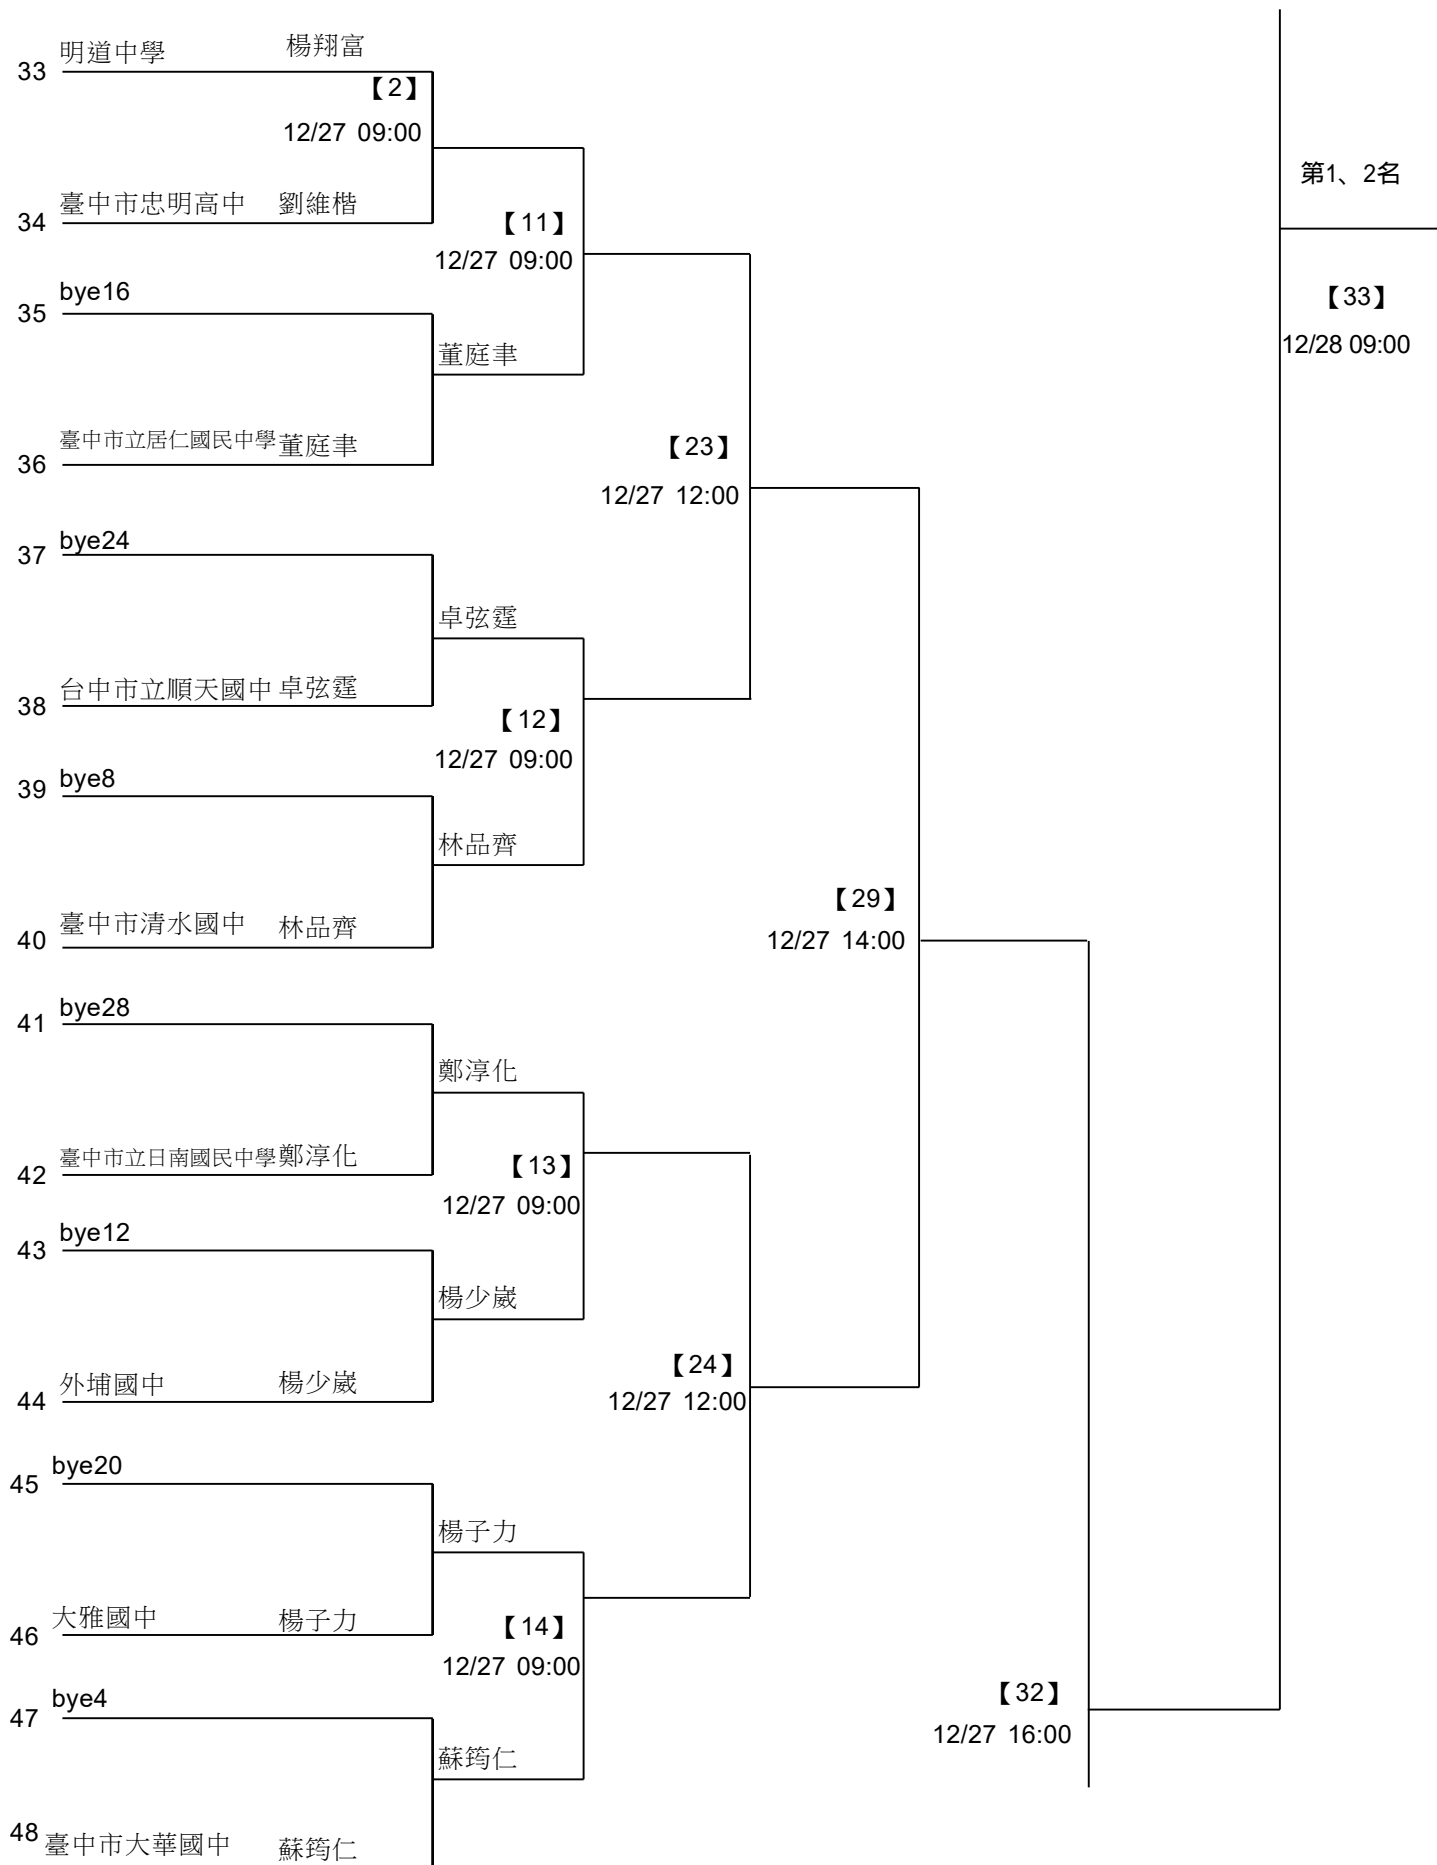 明道中學 楊翔富
33
【2】
12/27 09:00
第1、2名
臺中市忠明高中 劉維楷
34
【11】
12/27 09:00
bye16
35
【33】
12/28 09:00
董庭聿
臺中市立居仁國民中學 董庭聿
36
【23】
12/27 12:00
bye24
37
卓弦霆
台中市立順天國中 卓弦霆
38
【12】
12/27 09:00
bye8
39
林品齊
【29】
臺中市清水國中 林品齊
40
12/27 14:00
bye28
41
鄭淳化
臺中市立日南國民中學 鄭淳化
42
【13】
12/27 09:00
bye12
43
楊少崴
【24】
外埔國中 楊少崴
44
12/27 12:00
bye20
45
楊子力
大雅國中 楊子力
46
【14】
12/27 09:00
bye4
47
【32】
12/27 16:00
蘇筠仁
48 臺中市大華國中 蘇筠仁